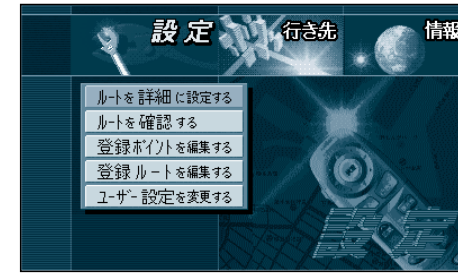 設定 行き先 情報
ルートを詳細に設定する
ルートを確認する
登録ポイントを編集する
登録ルートを編集する
ユーザー設定を変更する
設定